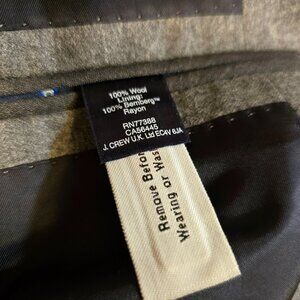 100% Wool
Lining:
100% Bemberg™
Rayon
RN77388
CA56445
J. CREW U.K. Ltd EC4V 6JA
Remove Before
Wearing or Was